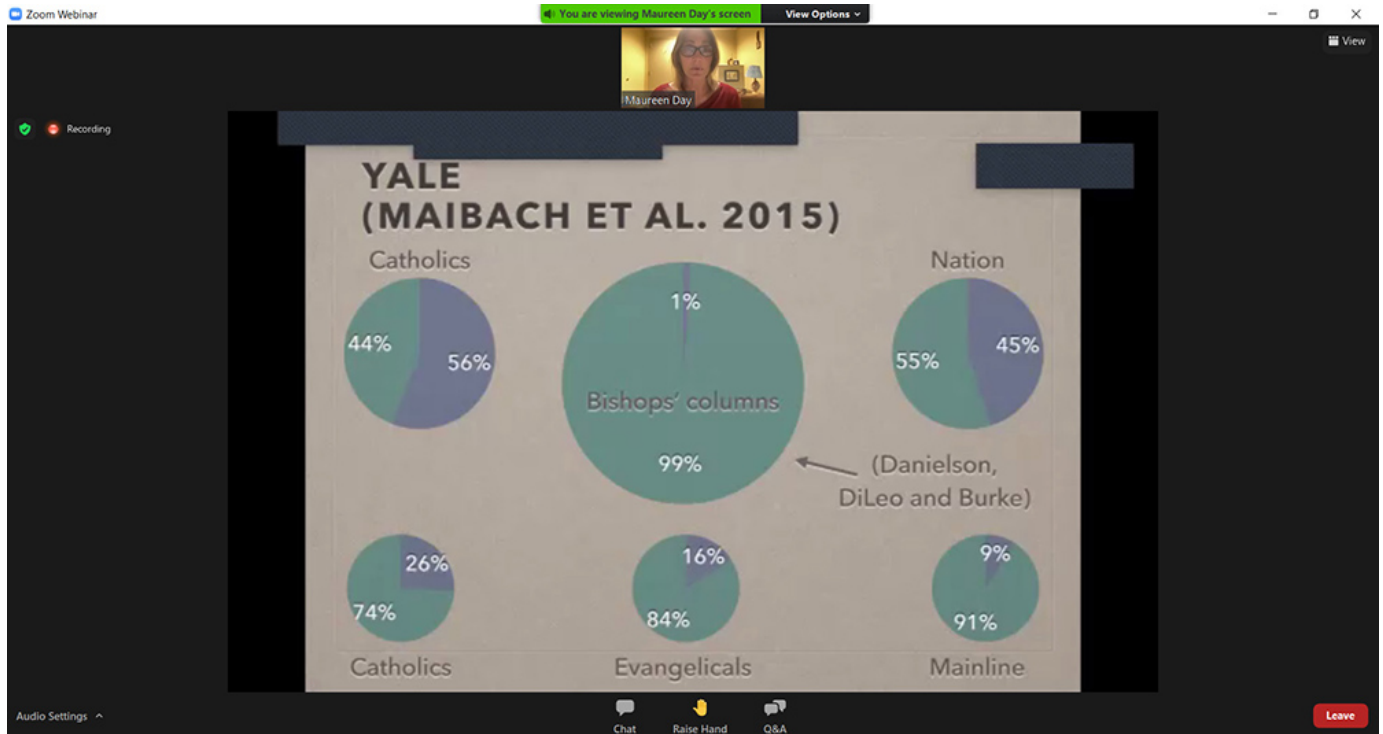 Zoom Webinar
You are viewing Maureen Day's screen
View Options
View
Maureen Day
Recording
YALE
(MAIBACH ET AL. 2015)
Catholics
44%
56%
1%
Bishops' columns
99%
Nation
55%
45%
(Danielson,
DiLeo and Burke)
26%
74%
Catholics
16%
84%
Evangelicals
9%
91%
Mainline
Audio Settings
Chat
Raise Hand
Q&A
Leave